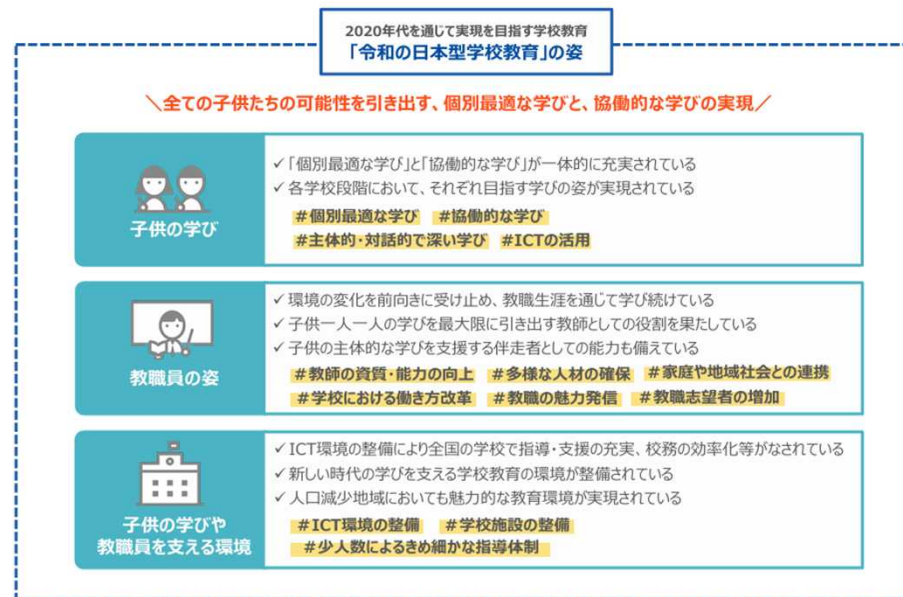 2020年代を通じて実現を目指す学校教育
「令和の日本型学校教育」の姿
＼全ての子供たちの可能性を引き出す、個別最適な学びと、協働的な学びの実現／
子供の学び
✓「個別最適な学び」と「協働的な学び」が一体的に充実されている
✓各学校段階において、それぞれ目指す学びの姿が実現されている
#個別最適な学び #協働的な学び
#主体的・対話的で深い学び #ICTの活用
教職員の姿
✓環境の変化を前向きに受け止め、教職生涯を通じて学び続けている
✓子供一人一人の学びを最大限に引き出す教師としての役割を果たしている
✓子供の主体的な学びを支援する伴走者としての能力も備えている
#教師の資質・能力の向上 #多様な人材の確保 #家庭や地域社会との連携
#学校における働き方改革 #教職の魅力発信 #教職志望者の増加
子供の学びや
教職員を支える環境
✓ICT環境の整備により全国の学校で指導・支援の充実、校務の効率化等がなされている
✓新しい時代の学びを支える学校教育の環境が整備されている
✓人口減少地域においても魅力的な教育環境が実現されている
#ICT環境の整備 #学校施設の整備
#少人数によるきめ細かな指導体制